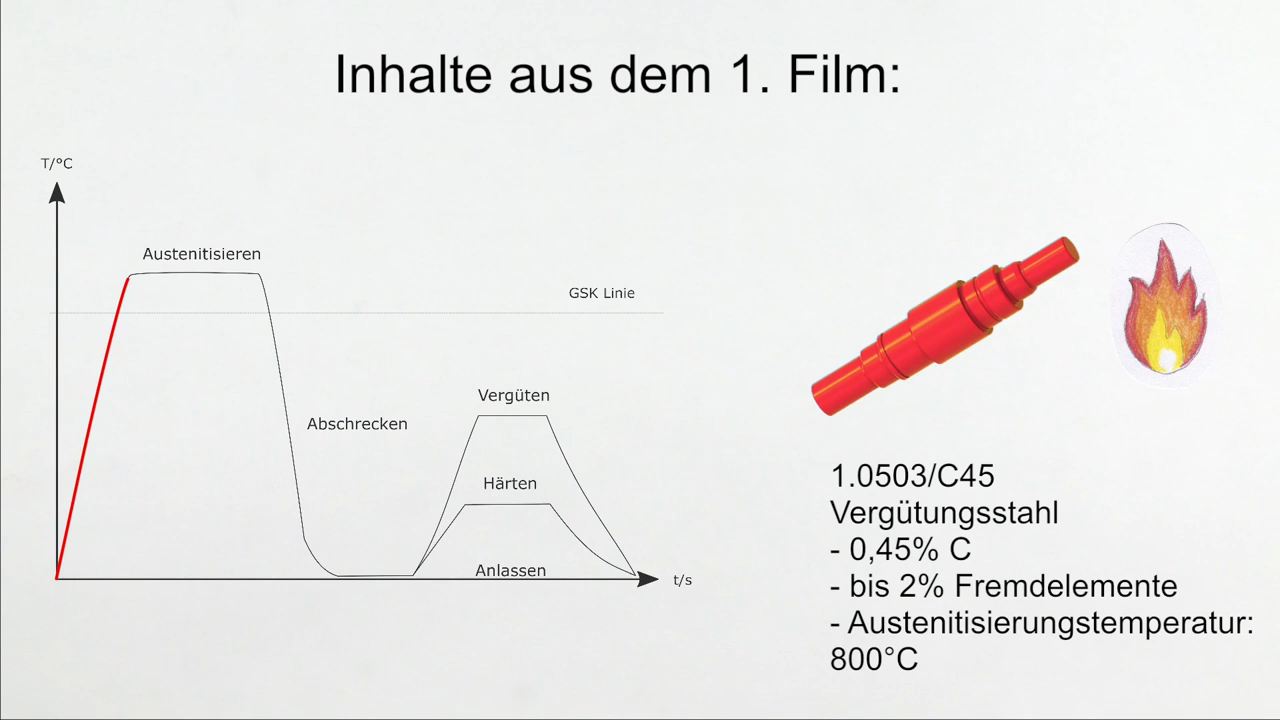 Inhalte aus dem 1. Film:
T/°C
Austenitisieren
GSK Linie
Vergüten
Abschrecken
Härten
Anlassen
t/s
1.0503/C45
Vergütungsstahl
- 0,45% C
- bis 2% Fremdelemente
- Austenitisierungstemperatur:
800°C